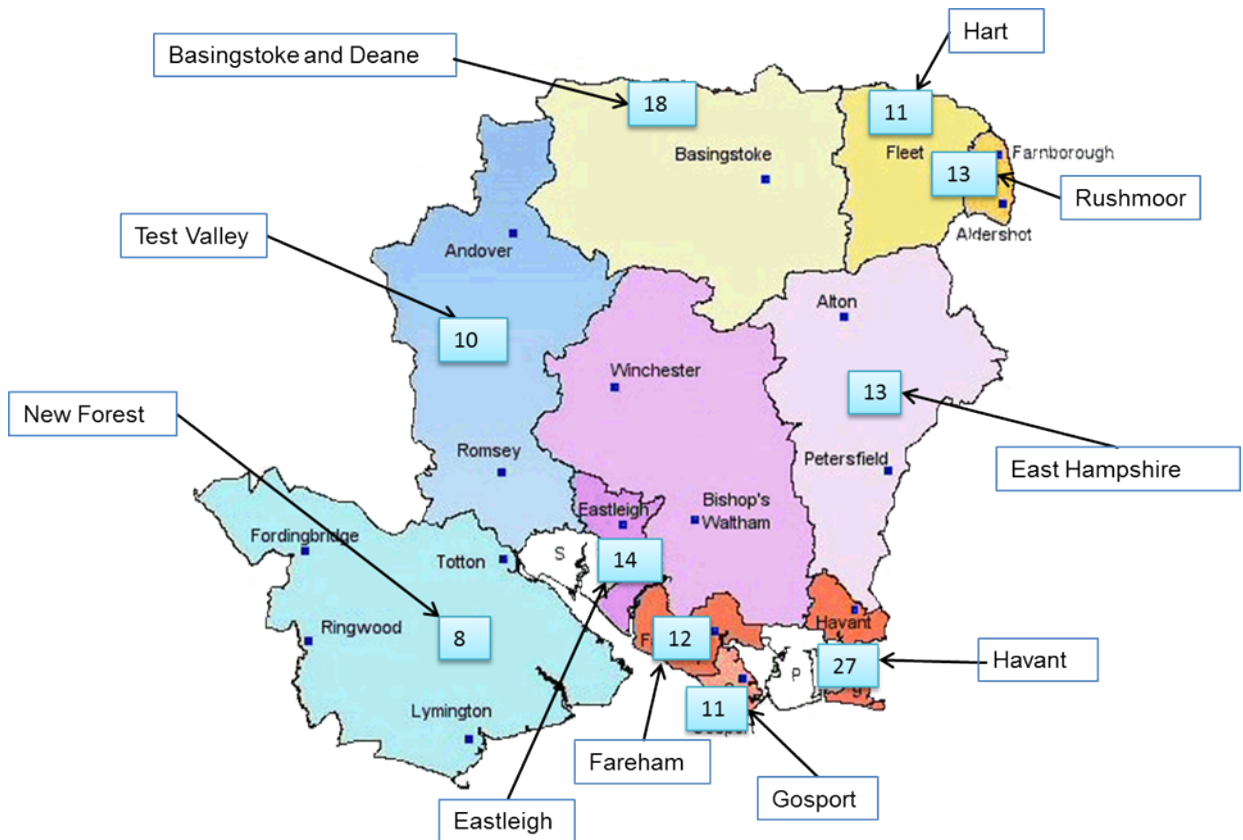 Hart
Basingstoke and Deane
18
11
Basingstoke
Fleet
Farnborough
13
Rushmoor
Test Valley
Andover
Aldershot
Alton
10
Winchester
13
New Forest
Romsey
Petersfield
East Hampshire
Eastleigh
Bishop's
Waltham
Fordingbridge
Totton
S
14
Ringwood
8
12
Havant
P
27
Havant
Lymington
11
Fareham
Gosport
Eastleigh